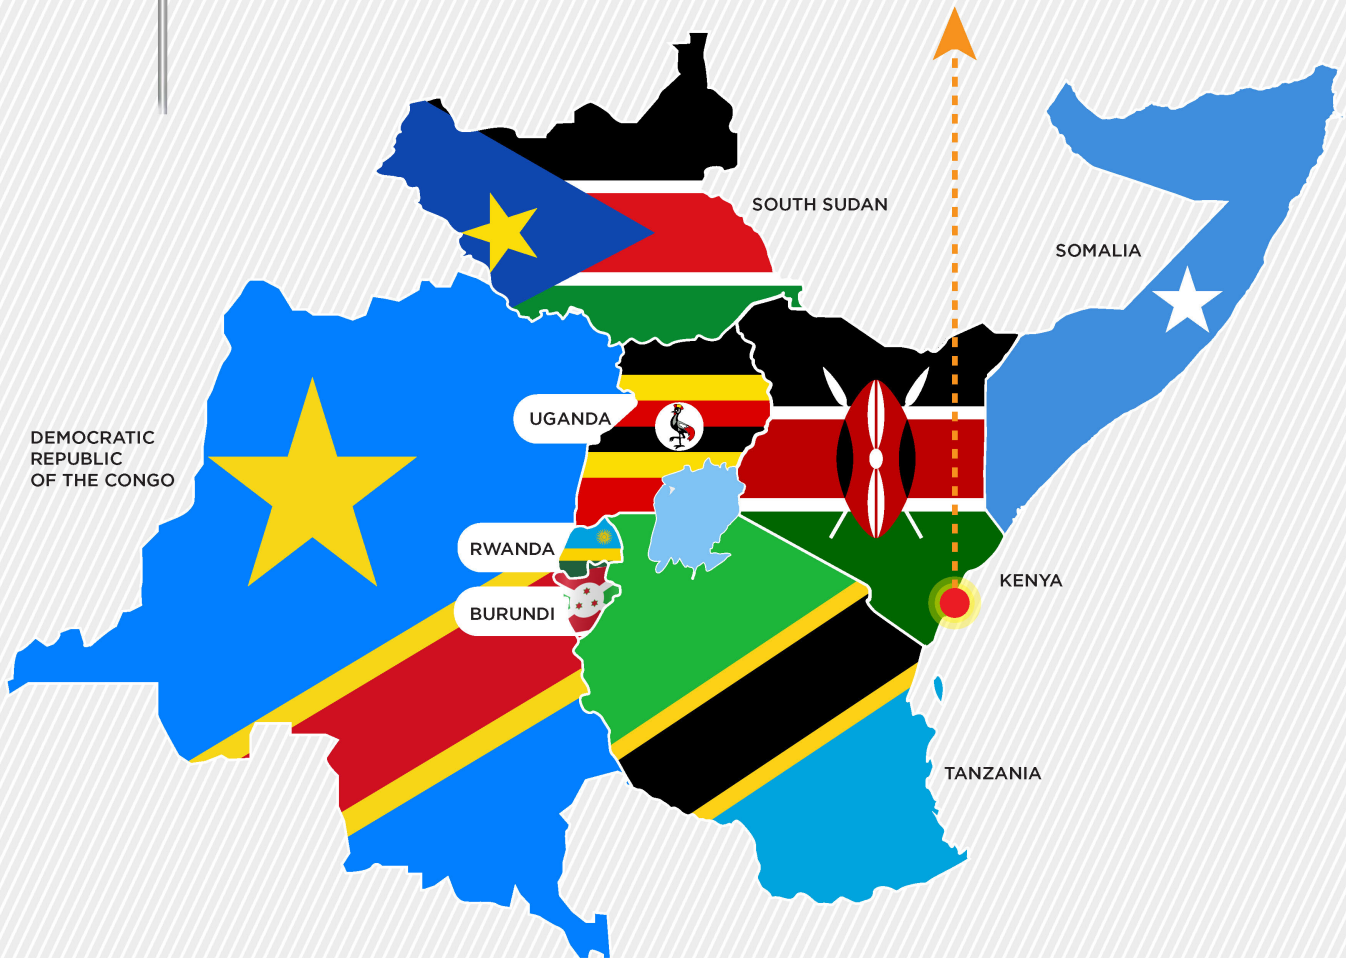 SOUTH SUDAN
SOMALIA
UGANDA
DEMOCRATIC
REPUBLIC
OF THE CONGO
RWANDA
KENYA
BURUNDI
TANZANIA